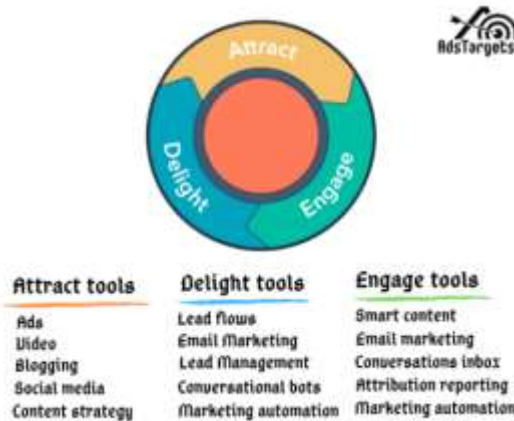 AdsTargets
Attract
Delight
Engage
Attract tools
Ads
Video
Blogging
Social media
Content strategy
Delight tools
Lead flows
Email Marketing
Lead Management
Conversational bots
Marketing automation
Engage tools
Smart content
Email marketing
Conversations inbox
Attribution reporting
Marketing automation